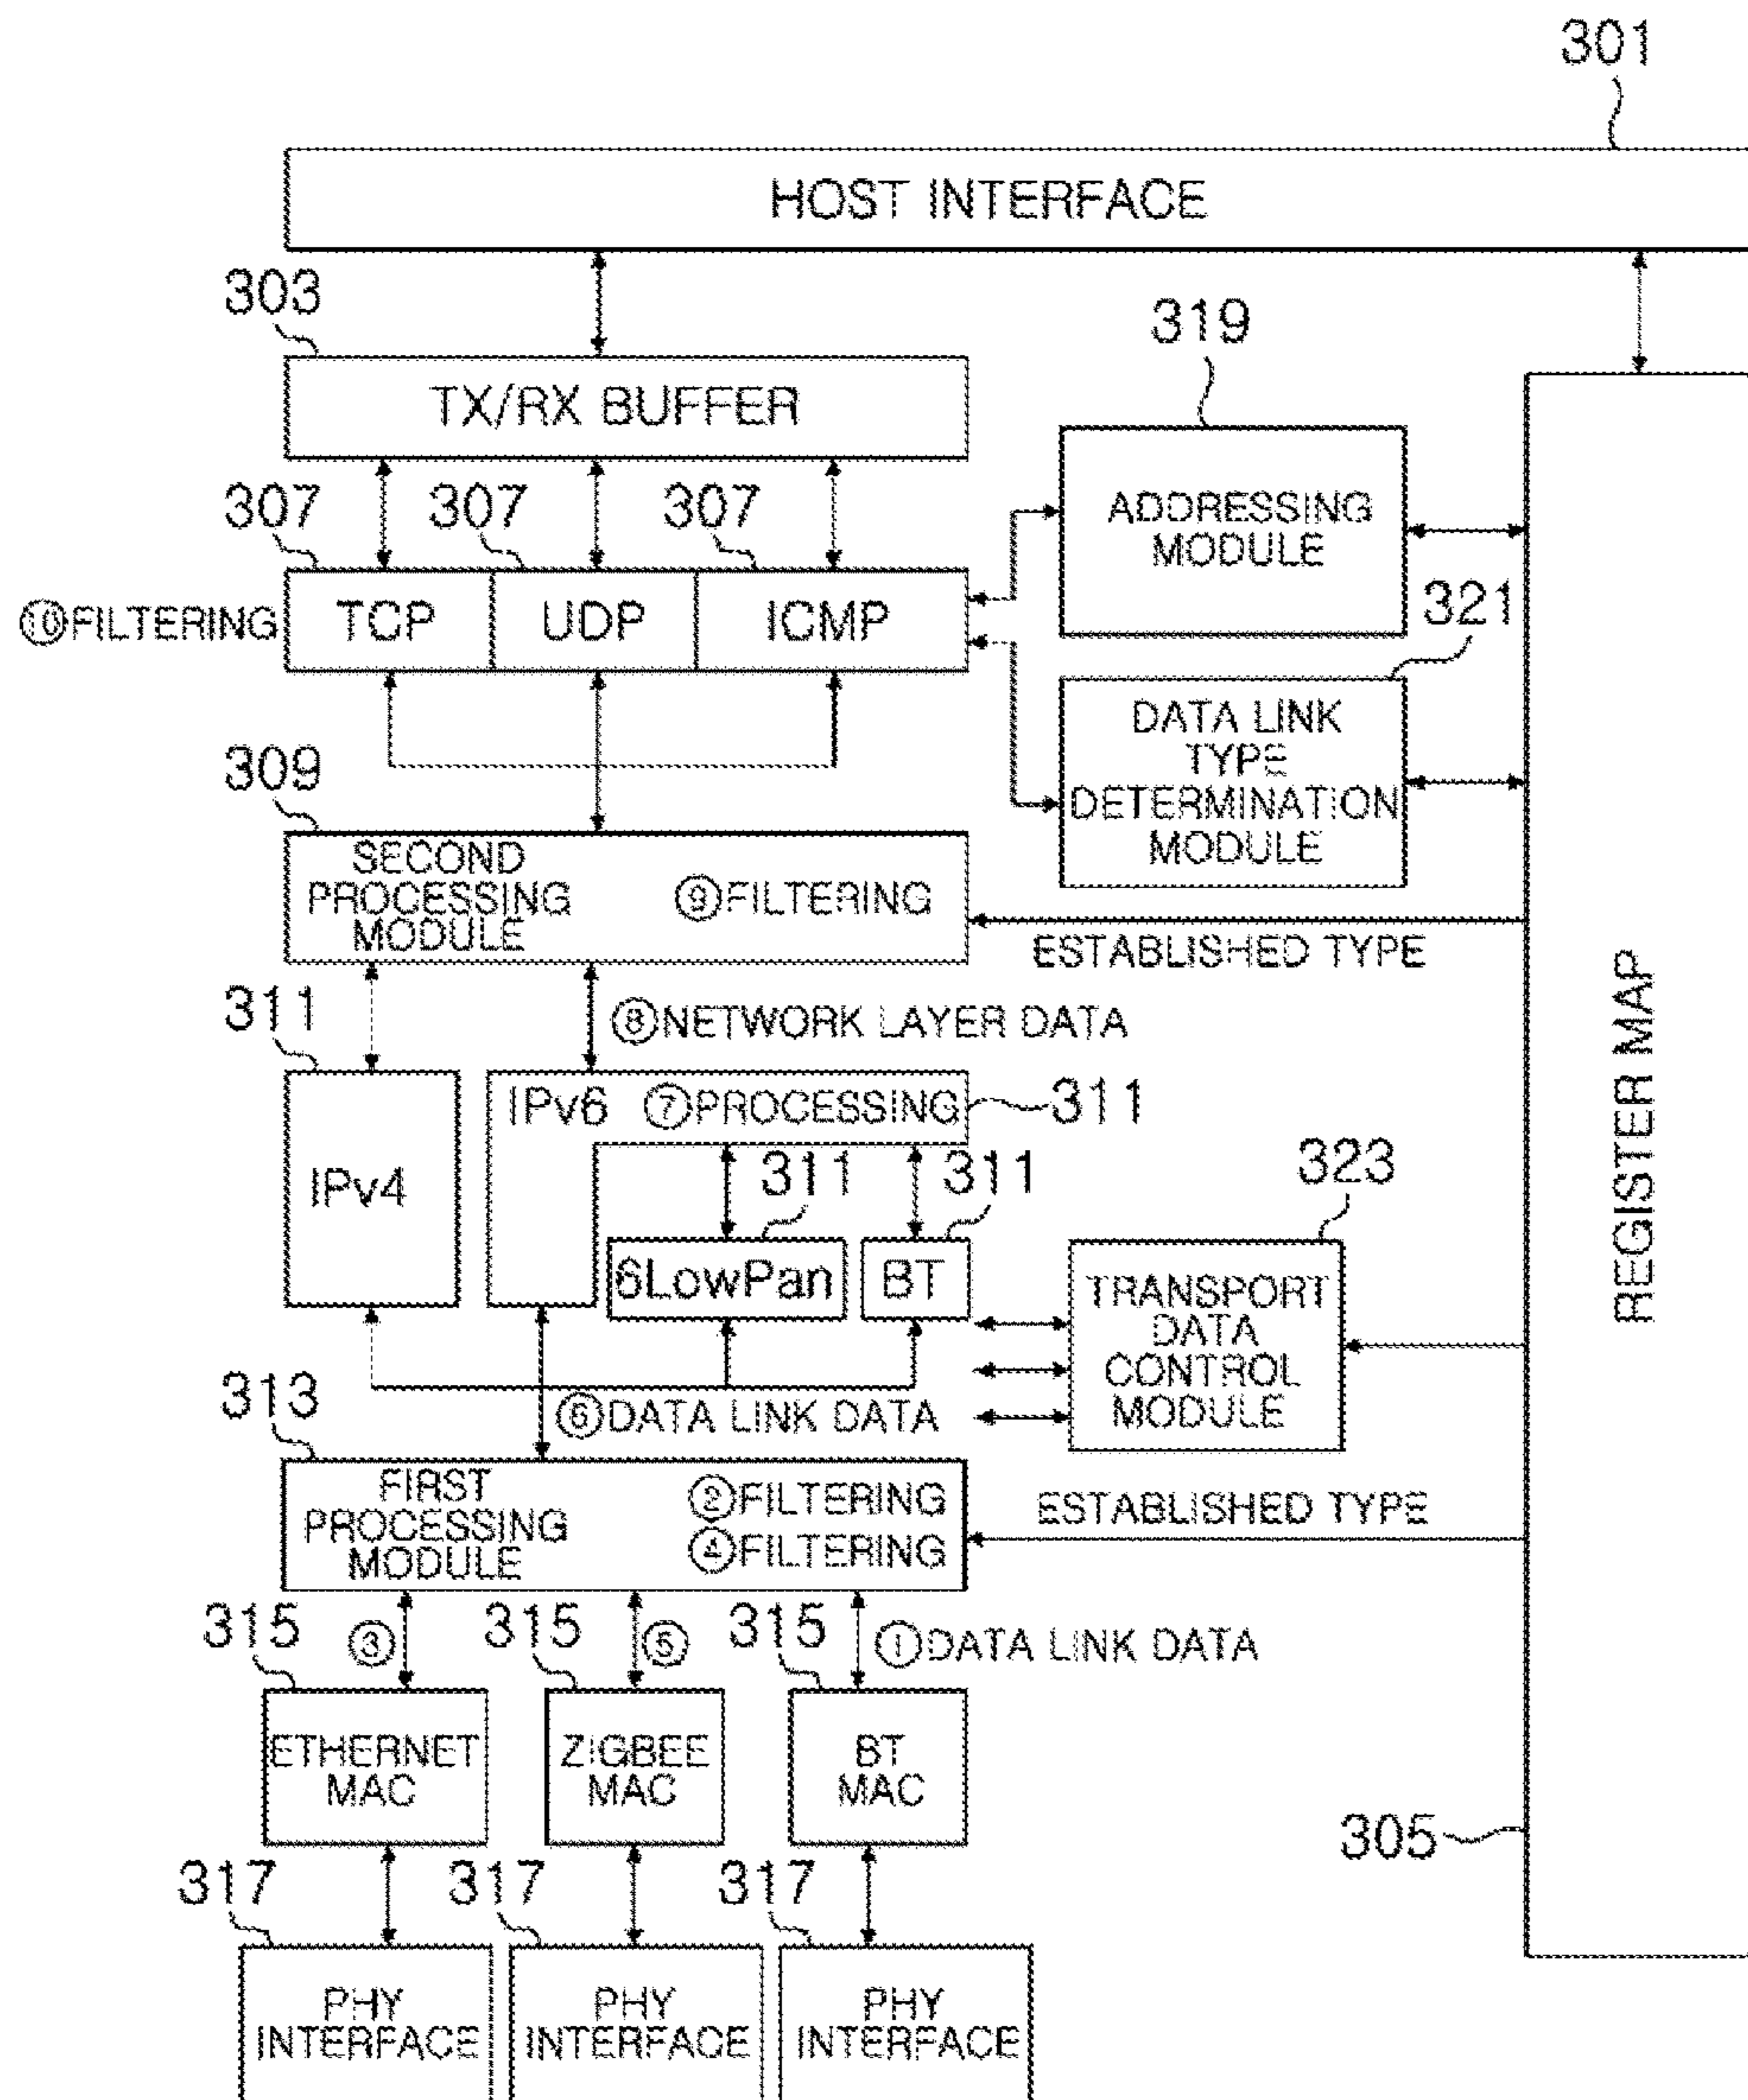 301
HOST INTERFACE
303
319
TX/RX BUFFER
307 307 307
ADDRESSING
MODULE
321
⑩FILTERING
TCP UDP ICMP
DATA LINK
TYPE
DETERMINATION
MODULE
309
SECOND
PROCESSING
MODULE
⑨FILTERING
ESTABLISHED TYPE
REGISTER MAP
311
⑧NETWORK LAYER DATA
IPv6 ⑦PROCESSING
311
IPv4
311 311
323
6LowPan BT
TRANSPORT
DATA
CONTROL
MODULE
313
⑥DATA LINK DATA
FIRST
PROCESSING
MODULE
②FILTERING
④FILTERING
ESTABLISHED TYPE
315 ③ 315 ⑤ 315 ①DATA LINK DATA
ETHERNET
MAC
ZIGBEE
MAC
BT
MAC
305
317 317 317
PHY
INTERFACE
PHY
INTERFACE
PHY
INTERFACE